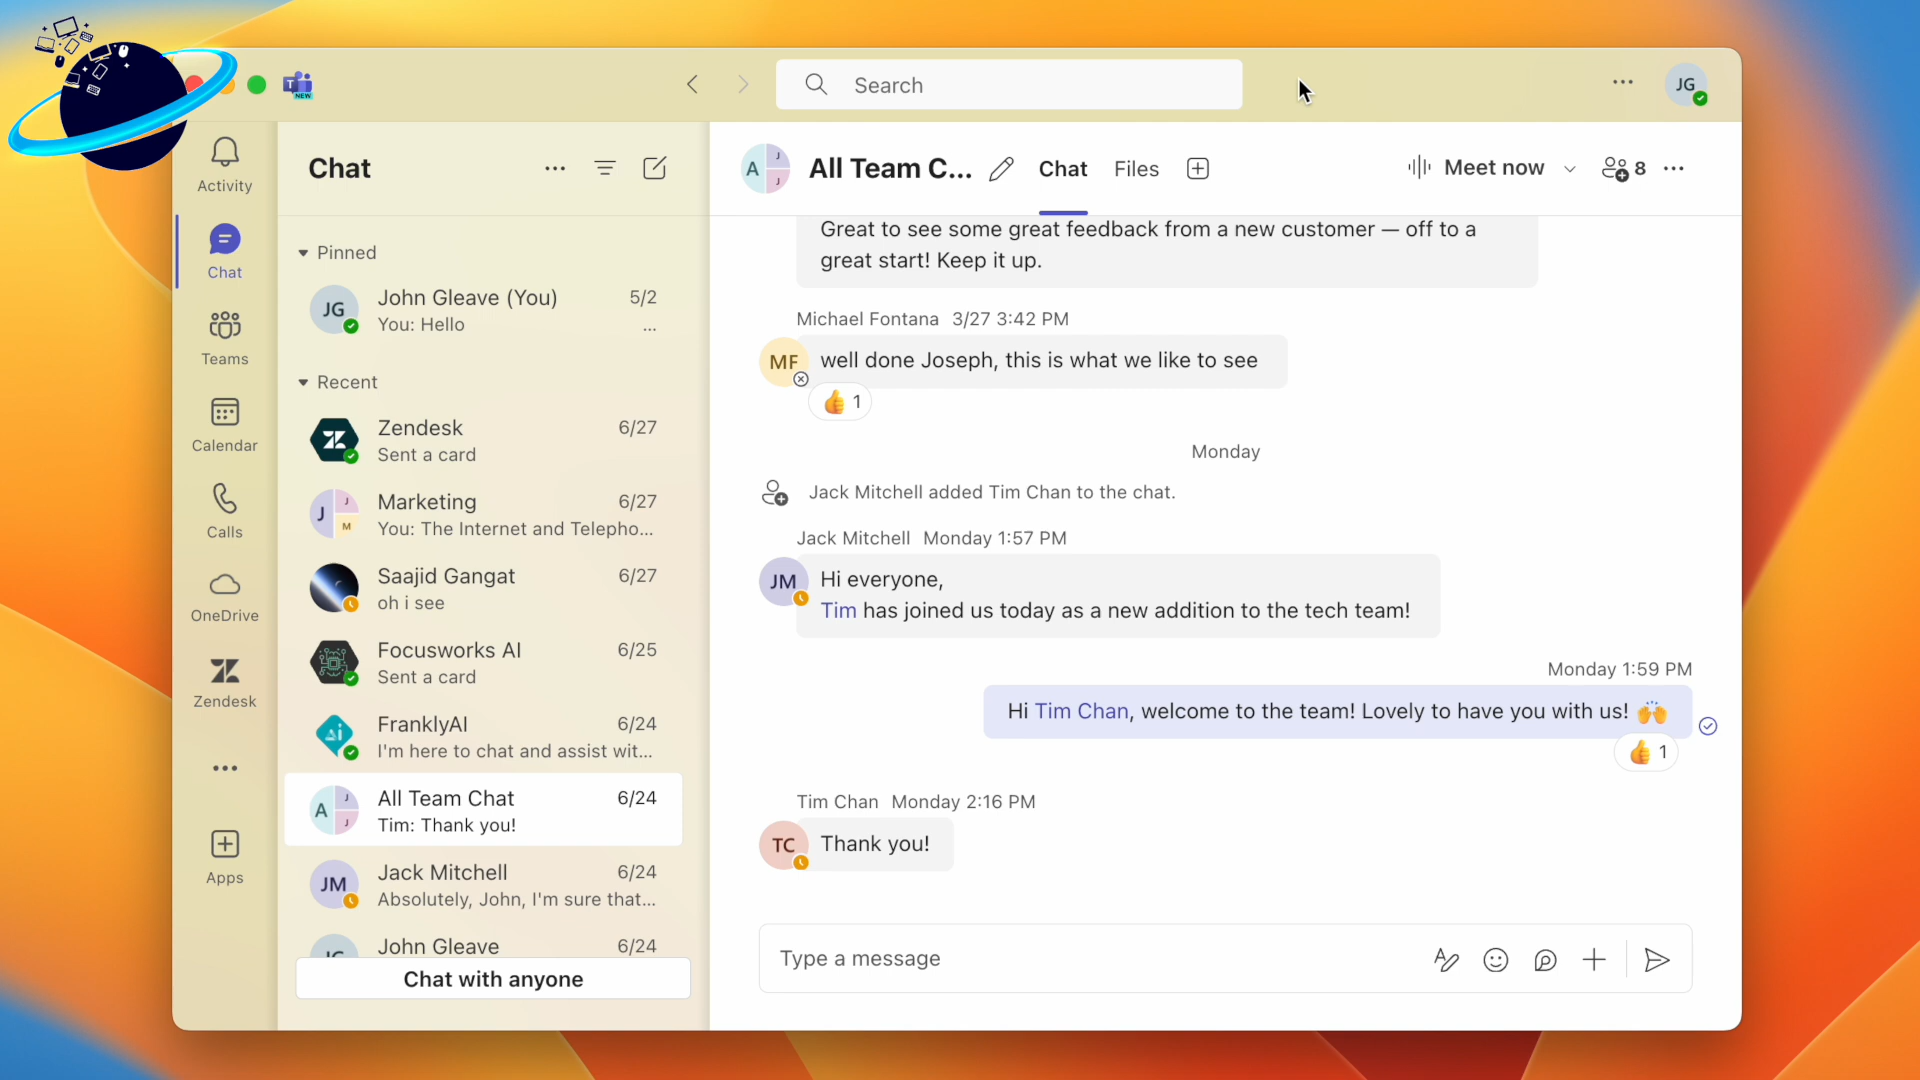 T
NEW
Search
JG
Activity
Chat
Teams
Calendar
Calls
OneDrive
Zendesk
Apps
Chat
Pinned
JG
John Gleave (You)
5/2
You: Hello
...
Recent
Zendesk
6/27
Sent a card
J
J
M
Marketing
6/27
You: The Internet and Telepho...
Saajid Gangat
6/27
oh i see
Focusworks AI
6/25
Sent a card
Ai
FranklyAI
6/24
I'm here to chat and assist wit...
A
J
J
All Team Chat
6/24
Tim: Thank you!
JM
Jack Mitchell
6/24
Absolutely, John, I'm sure that...
JG
John Gleave
6/24
Chat with anyone
A
J
J
All Team C...
Chat
Files
Meet now
8
Great to see some great feedback from a new customer — off to a
great start! Keep it up.
Michael Fontana 3/27 3:42 PM
MF
well done Joseph, this is what we like to see
1
Monday
Jack Mitchell added Tim Chan to the chat.
Jack Mitchell Monday 1:57 PM
JM
Hi everyone,
Tim has joined us today as a new addition to the tech team!
Monday 1:59 PM
Hi Tim Chan, welcome to the team! Lovely to have you with us! 🙌
1
Tim Chan Monday 2:16 PM
TC
Thank you!
Type a message